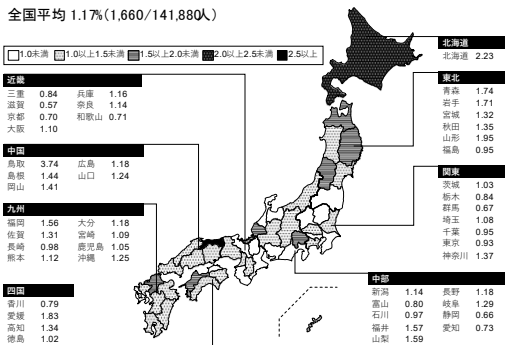 全国平均 1.17%(1,660/141,880人)
1.0未満 1.0以上1.5未満 1.5以上2.0未満 2.0以上2.5未満 2.5以上
北海道
北海道 2.23
東北
青森 1.74
岩手 1.71
宮城 1.32
秋田 1.35
山形 1.95
福島 0.95
関東
茨城 1.03
栃木 0.84
群馬 0.67
埼玉 1.08
千葉 0.95
東京 0.93
神奈川 1.37
近畿
三重 0.84 兵庫 1.16
滋賀 0.57 奈良 1.14
京都 0.70 和歌山 0.71
大阪 1.10
中国
鳥取 3.74 広島 1.18
島根 1.44 山口 1.24
岡山 1.41
九州
福岡 1.56 大分 1.18
佐賀 1.31 宮崎 1.09
長崎 0.98 鹿児島 1.05
熊本 1.12 沖縄 1.25
四国
香川 0.79
愛媛 1.83
高知 1.34
徳島 1.02
中部
新潟 1.14 長野 1.18
富山 0.80 岐阜 1.29
石川 0.97 静岡 0.66
福井 1.57 愛知 0.73
山梨 1.59